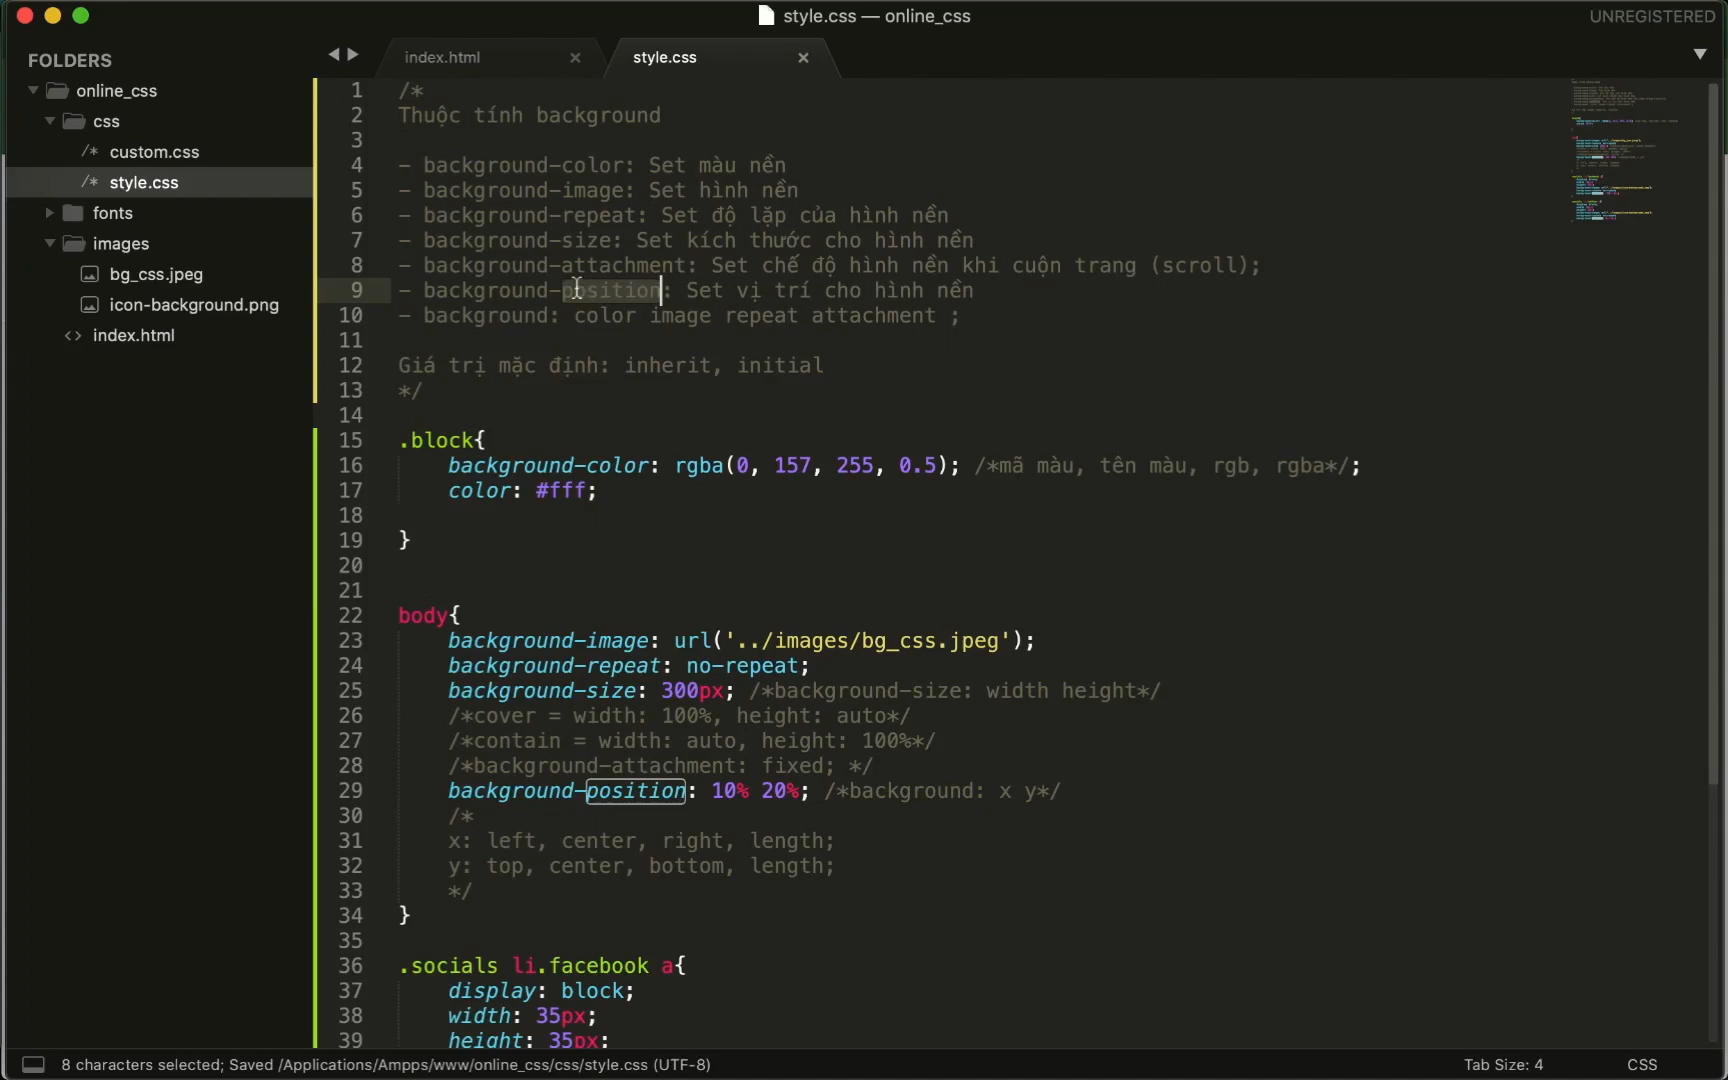 style.css — online_css
UNREGISTERED
FOLDERS
online_css
css
/* custom.css
/* style.css
fonts
images
bg_css.jpeg
icon-background.png
<> index.html
index.html ×
style.css ×
1 /*
2 Thuộc tính background
3
4 - background-color: Set màu nền
5 - background-image: Set hình nền
6 - background-repeat: Set độ lặp của hình nền
7 - background-size: Set kích thước cho hình nền
8 - background-attachment: Set chế độ hình nền khi cuộn trang (scroll);
9 - background-position: Set vị trí cho hình nền
10 - background: color image repeat attachment ;
11
12 Giá trị mặc định: inherit, initial
13 */
14
15 .block{
16 background-color: rgba(0, 157, 255, 0.5); /*mã màu, tên màu, rgb, rgba*/;
17 color: #fff;
18
19 }
20
21
22 body{
23 background-image: url('../images/bg_css.jpeg');
24 background-repeat: no-repeat;
25 background-size: 300px; /*background-size: width height*/
26 /*cover = width: 100%, height: auto*/
27 /*contain = width: auto, height: 100%*/
28 /*background-attachment: fixed; */
29 background-position: 10% 20%; /*background: x y*/
30 /*
31 x: left, center, right, length;
32 y: top, center, bottom, length;
33 */
34 }
35
36 .socials li.facebook a{
37 display: block;
38 width: 35px;
39 height: 35px;
8 characters selected; Saved /Applications/Ampps/www/online_css/css/style.css (UTF-8)
Tab Size: 4
CSS